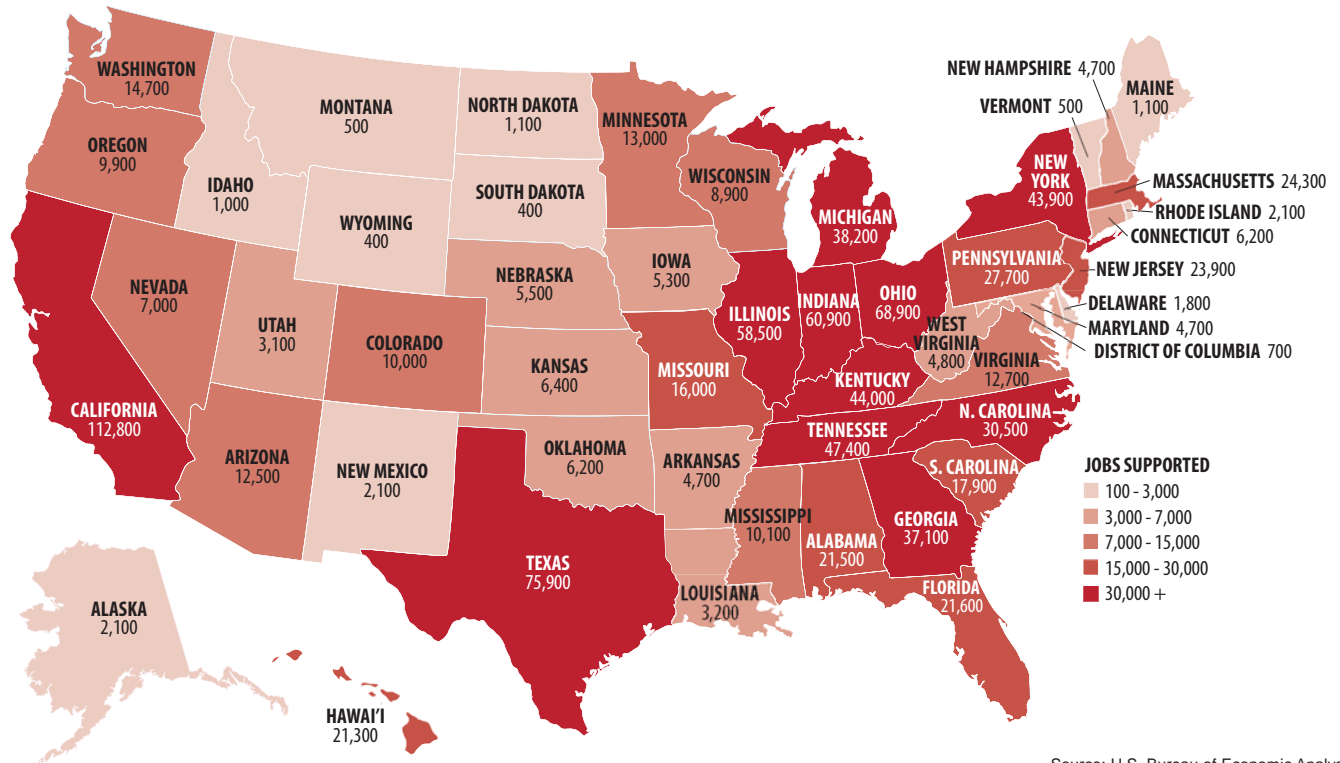 WASHINGTON
14,700
OREGON
9,900
CALIFORNIA
112,800
NEVADA
7,000
IDAHO
1,000
MONTANA
500
WYOMING
400
UTAH
3,100
COLORADO
10,000
ARIZONA
12,500
NEW MEXICO
2,100
NORTH DAKOTA
1,100
SOUTH DAKOTA
400
NEBRASKA
5,500
KANSAS
6,400
OKLAHOMA
6,200
TEXAS
75,900
MINNESOTA
13,000
IOWA
5,300
MISSOURI
16,000
ARKANSAS
4,700
LOUISIANA
3,200
WISCONSIN
8,900
ILLINOIS
58,500
MICHIGAN
38,200
INDIANA
60,900
OHIO
68,900
KENTUCKY
44,000
TENNESSEE
47,400
MISSISSIPPI
10,100
ALABAMA
21,500
GEORGIA
37,100
FLORIDA
21,600
S. CAROLINA
17,900
N. CAROLINA
30,500
WEST
VIRGINIA
4,800
VIRGINIA
12,700
PENNSYLVANIA
27,700
NEW
YORK
43,900
NEW HAMPSHIRE 4,700
VERMONT 500
MAINE
1,100
MASSACHUSETTS 24,300
RHODE ISLAND 2,100
CONNECTICUT 6,200
NEW JERSEY 23,900
DELAWARE 1,800
MARYLAND 4,700
DISTRICT OF COLUMBIA 700
ALASKA
2,100
HAWAI'I
21,300
JOBS SUPPORTED
100 - 3,000
3,000 - 7,000
7,000 - 15,000
15,000 - 30,000
30,000 +
Source: U.S. Bureau of Economic